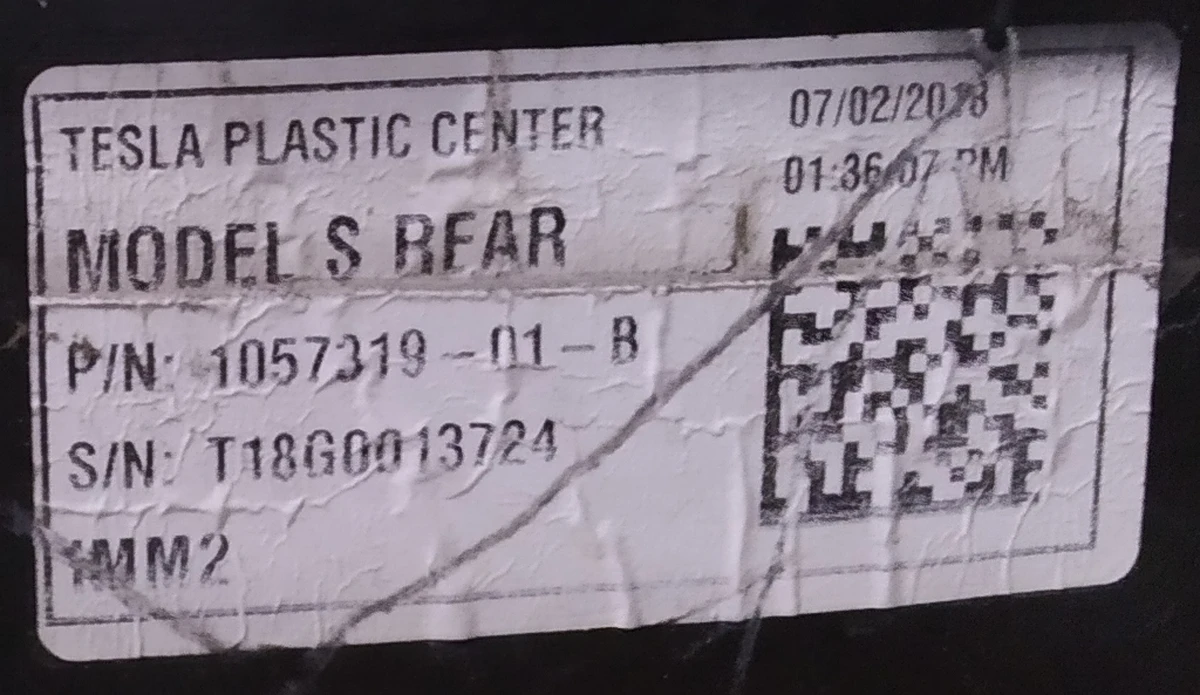 TESLA PLASTIC CENTER
07/02/2018
01:36:07 PM
MODEL S REAR
P/N: 1057319-01-B
S/N: T18G0013724
IMM2